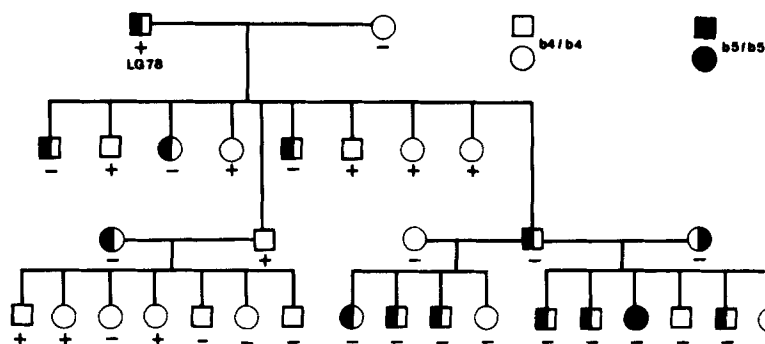 b4/b4 b5/b5
+ −
LG78
− + − + − + + +
− + − − −
+ + − + − − − − − − − − − − − −